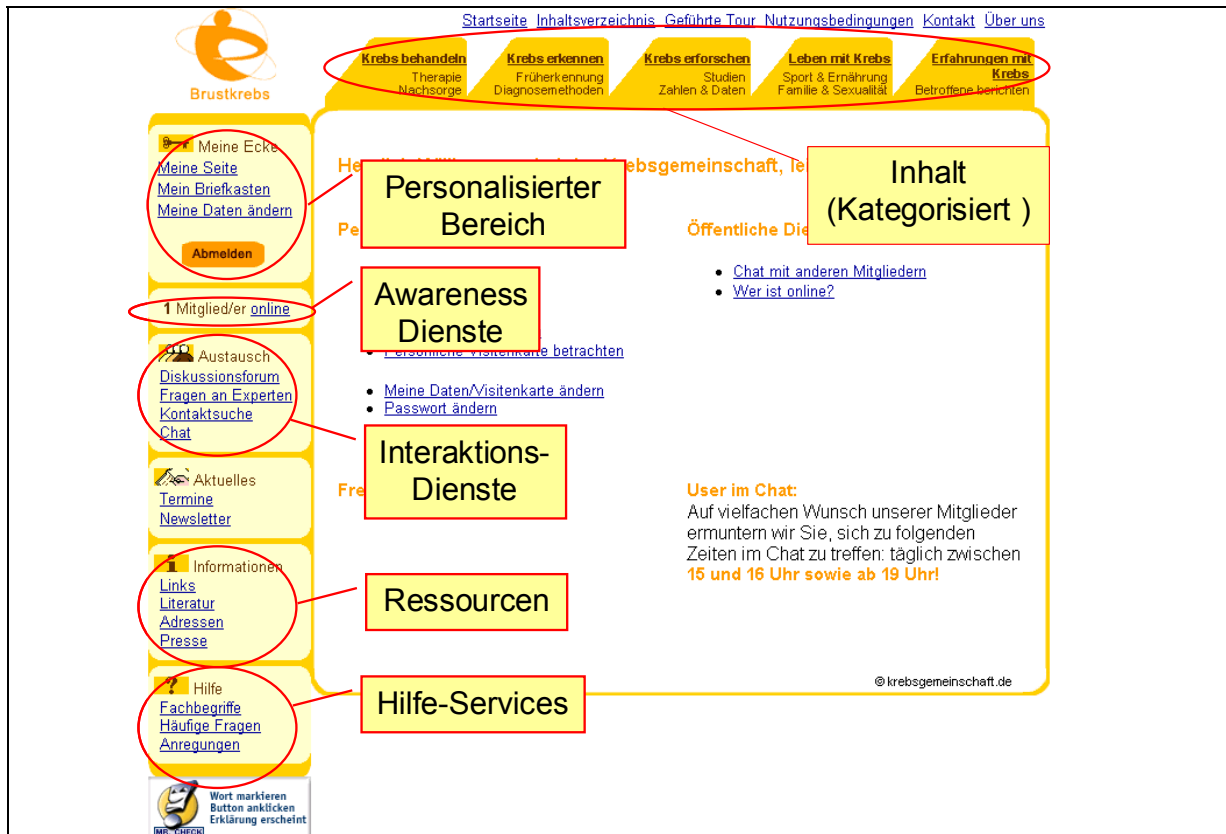 Startseite Inhaltsverzeichnis Geführte Tour Nutzungsbedingungen Kontakt Über uns
Brustkrebs
Krebs behandeln
Therapie
Nachsorge
Krebs erkennen
Früherkennung
Diagnosemethoden
Krebs erforschen
Studien
Zahlen & Daten
Leben mit Krebs
Sport & Ernährung
Familie & Sexualität
Erfahrungen mit
Krebs
Betroffene berichten
Meine Ecke
Meine Seite
Mein Briefkasten
Meine Daten ändern
Abmelden
1 Mitglied/er online
Austausch
Diskussionsforum
Fragen an Experten
Kontaktsuche
Chat
Aktuelles
Termine
Newsletter
Informationen
Links
Literatur
Adressen
Presse
Hilfe
Fachbegriffe
Häufige Fragen
Anregungen
Wort markieren
Button anklicken
Erklärung erscheint
MR. CHECK
Personalisierter
Bereich
Inhalt
(Kategorisiert )
Awareness
Dienste
Interaktions-
Dienste
Ressourcen
Hilfe-Services
Öffentliche
Chat mit anderen Mitgliedern
Wer ist online?
Persönliche Visitenkarte betrachten
Meine Daten/Visitenkarte ändern
Passwort ändern
User im Chat:
Auf vielfachen Wunsch unserer Mitglieder
ermuntern wir Sie, sich zu folgenden
Zeiten im Chat zu treffen: täglich zwischen
15 und 16 Uhr sowie ab 19 Uhr!
© krebsgemeinschaft.de